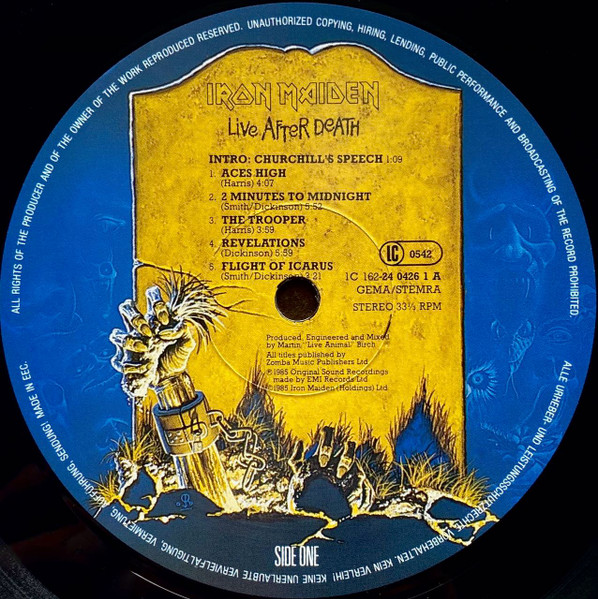 ALL RIGHTS OF THE PRODUCER AND OF THE OWNER OF THE WORK REPRODUCED RESERVED. UNAUTHORIZED COPYING, HIRING, LENDING, PUBLIC PERFORMANCE AND BROADCASTING OF THE RECORD PROHIBITED.
IRON MAIDEN
LIVE AFTER DEATH
INTRO: CHURCHILL'S SPEECH 1:09
1. ACES HIGH
(Harris) 4:07
2. 2 MINUTES TO MIDNIGHT
(Smith/Dickinson) 5:52
3. THE TROOPER
(Harris) 3:59
4. REVELATIONS
(Dickinson) 5:59
5. FLIGHT OF ICARUS
(Smith/Dickinson) 3:21
LC 0542
1C 162-24 0426 1 A
GEMA/STEMRA
STEREO 33⅓ RPM
Produced, Engineered and Mixed
by Martin "Live Animal" Birch
All titles published by
Zomba Music Publishers Ltd
℗1985 Original Sound Recordings
made by EMI Records Ltd
©1985 Iron Maiden (Holdings) Ltd
SIDE ONE
ALLE URHEBER- UND LEISTUNGSSCHUTZRECHTE VORBEHALTEN. KEIN VERLEIH! KEINE UNERLAUBTE VERVIELFÄLTIGUNG, VERMIETUNG, AUFFÜHRUNG, SENDUNG! MADE IN EEC.